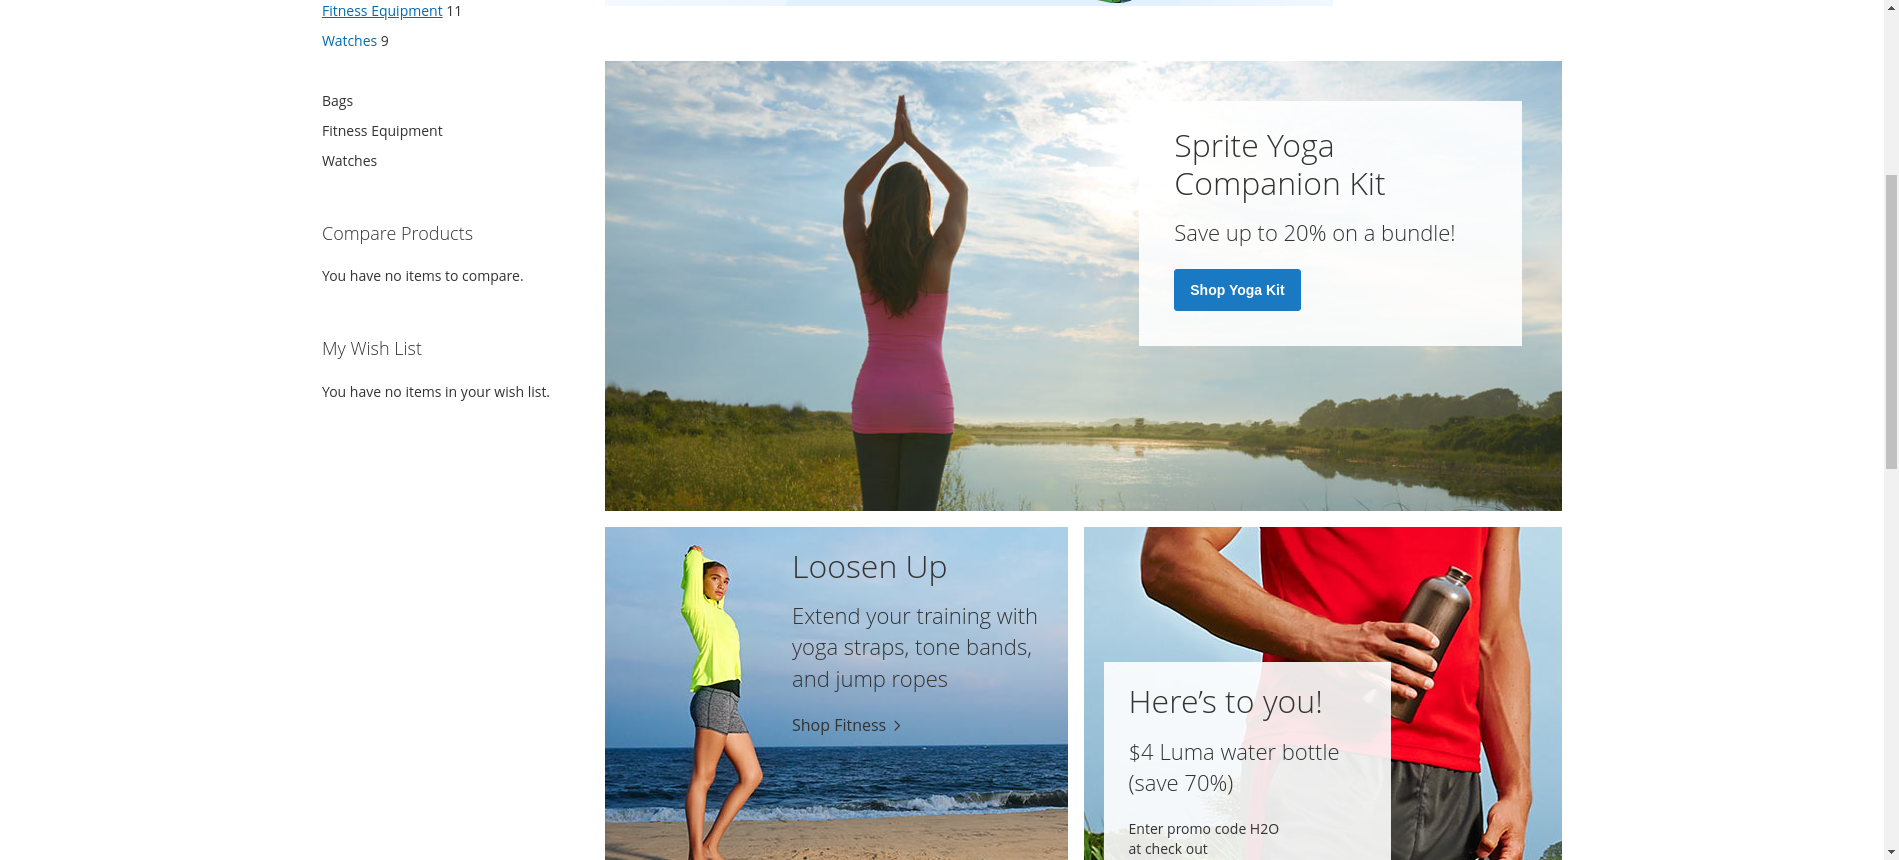 Fitness Equipment 11
Watches 9
Bags
Fitness Equipment
Watches
Compare Products
You have no items to compare.
My Wish List
You have no items in your wish list.
Sprite Yoga
Companion Kit
Save up to 20% on a bundle!
Shop Yoga Kit
Loosen Up
Extend your training with
yoga straps, tone bands,
and jump ropes
Shop Fitness
Here’s to you!
$4 Luma water bottle
(save 70%)
Enter promo code H2O
at check out